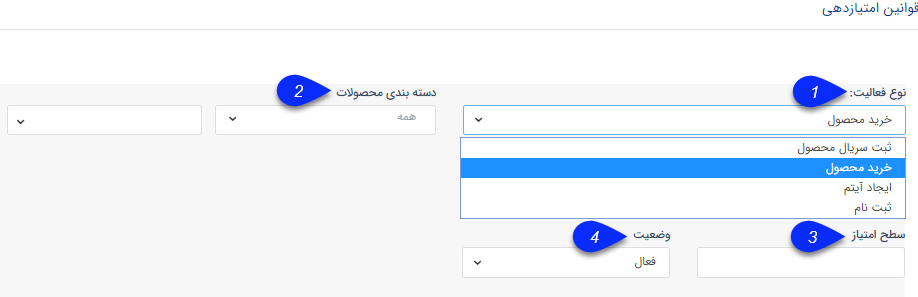 قوانین امتیازدهی
نوع فعالیت: 1
دسته بندی محصولات 2
خرید محصول
همه
ثبت سریال محصول
خرید محصول
ایجاد آیتم
ثبت نام
سطح امتیاز 3
وضعیت 4
فعال